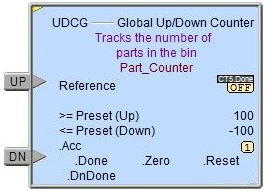 UDCG —— Global Up/Down Counter
Tracks the number of
parts in the bin
Part_Counter
UP
Reference
CTS.Done
OFF
>= Preset (Up) 100
<= Preset (Down) -100
DN
.Acc 1
.Done .Zero .Reset
.DnDone